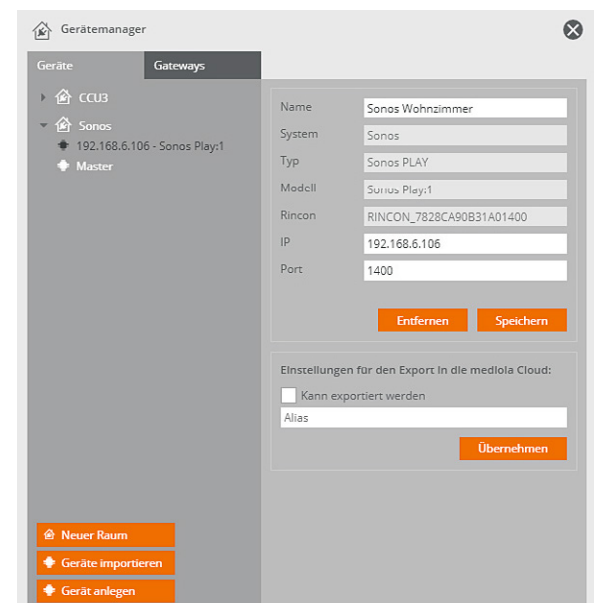 Gerätemanager
Geräte
Gateways
CCU3
Sonos
192.168.6.106 - Sonos Play:1
Master
Name
Sonos Wohnzimmer
System
Sonos
Typ
Sonos PLAY
Modell
Sonos Play:1
Rincon
RINCON_7828CA90B31A01400
IP
192.168.6.106
Port
1400
Entfernen
Speichern
Einstellungen für den Export in die mediola Cloud:
Kann exportiert werden
Alias
Übernehmen
Neuer Raum
Geräte importieren
Gerät anlegen